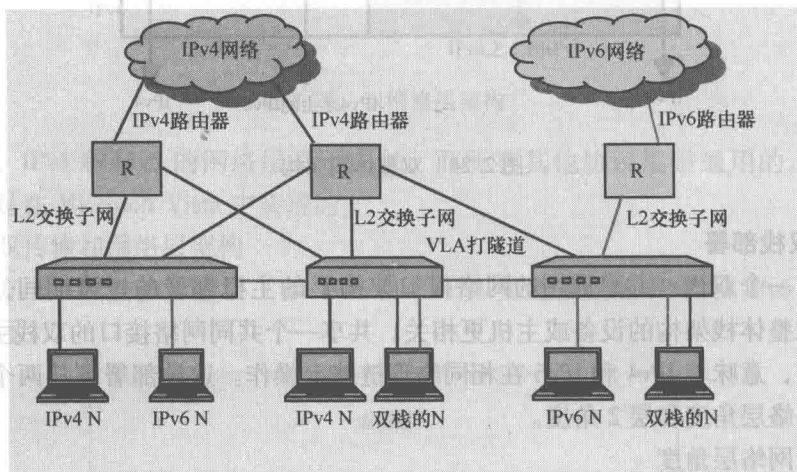 IPv4网络
IPv6网络
IPv4路由器
IPv4路由器
IPv6路由器
R
R
R
L2交换子网
L2交换子网
L2交换子网
VLA打隧道
IPv4 N
IPv6 N
IPv4 N
双栈的N
IPv6 N
双栈的N